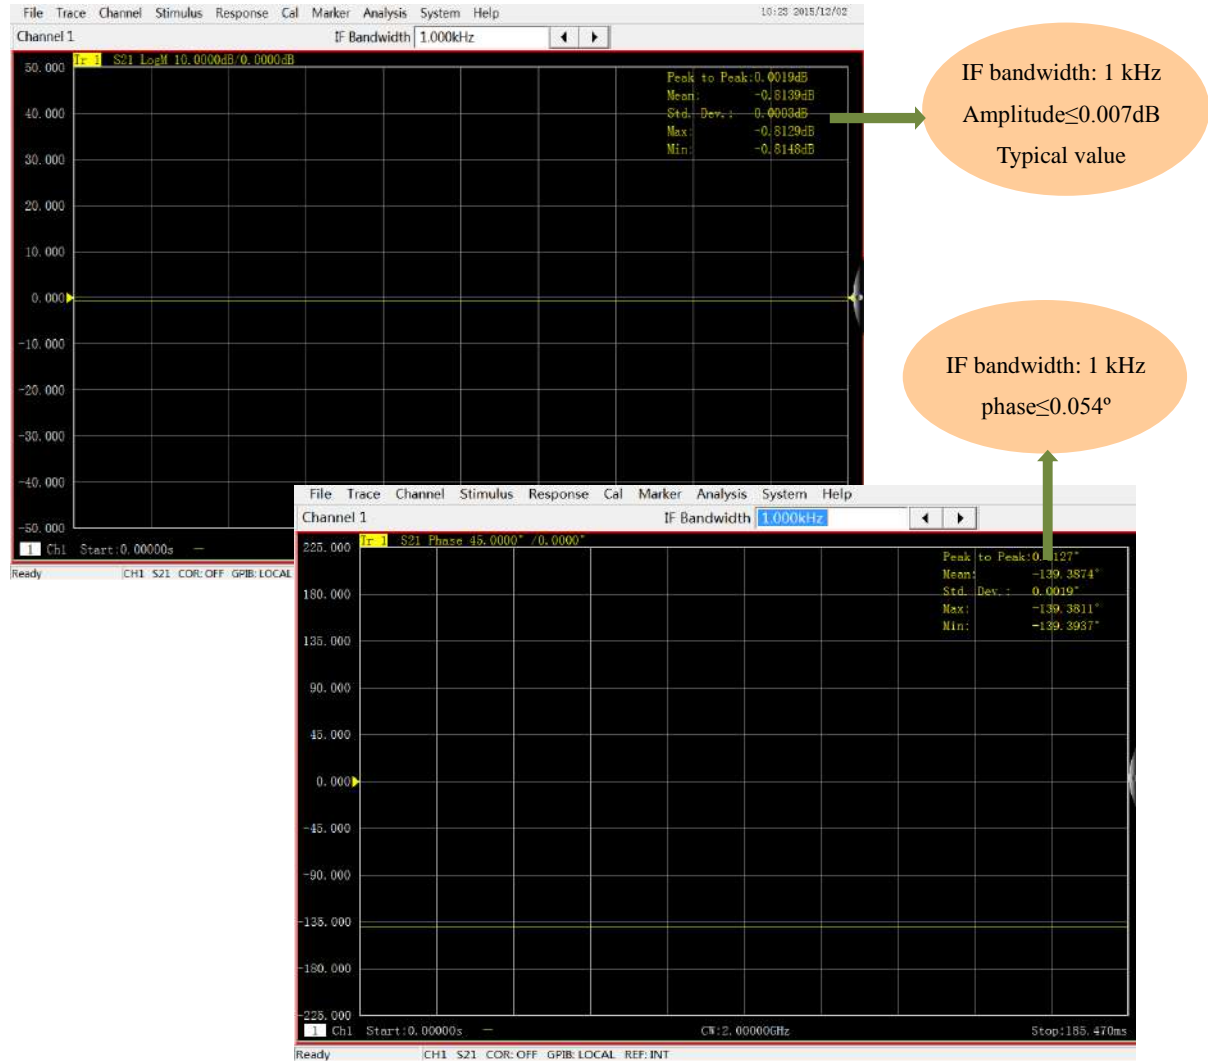 File Trace Channel Stimulus Response Cal Marker Analysis System Help 10:23 2015/12/02
Channel 1 IF Bandwidth 1.000kHz
Tr 1 S21 LogM 10.0000dB/0.0000dB
50.000
40.000
30.000
20.000
10.000
0.000
-10.000
-20.000
-30.000
-40.000
-50.000
Peak to Peak:0.0019dB
Mean: -0.8139dB
Std. Dev.: 0.0003dB
Max: -0.8129dB
Min: -0.8148dB
1 Ch1 Start:0.00000s —
Ready CH1 S21 COR:OFF GPIB:LOCAL
IF bandwidth: 1 kHz
Amplitude≤0.007dB
Typical value
IF bandwidth: 1 kHz
phase≤0.054°
File Trace Channel Stimulus Response Cal Marker Analysis System Help
Channel 1 IF Bandwidth 1.000kHz
Tr 1 S21 Phase 45.0000° /0.0000°
225.000
180.000
135.000
90.000
45.000
0.000
-45.000
-90.000
-135.000
-180.000
-225.000
Peak to Peak:
Mean: -139.3874°
Std. Dev.: 0.0019°
Max: -139.3811°
Min: -139.3937°
1 Ch1 Start:0.00000s — CW:2.00000GHz Stop:185.470ms
Ready CH1 S21 COR:OFF GPIB:LOCAL REF:INT